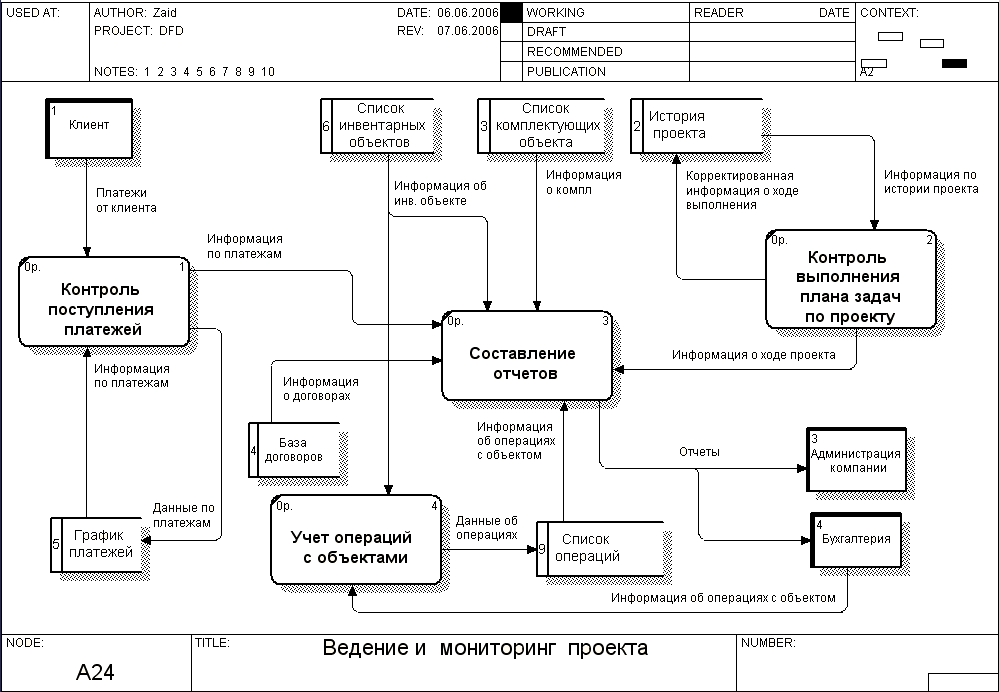 USED AT:
AUTHOR: Zaid
DATE: 06.06.2006
WORKING
READER
DATE
CONTEXT:
PROJECT: DFD
REV: 07.06.2006
DRAFT
RECOMMENDED
NOTES: 1 2 3 4 5 6 7 8 9 10
PUBLICATION
A2
1
Клиент
6
Список
инвентарных
объектов
3
Список
комплектующих
объекта
2
История
проекта
Платежи
от клиента
Информация об
инв. объекте
Информация
о компл
Корректированная
информация о ходе
выполнения
Информация по
истории проекта
Информация
по платежам
0р.
1
Контроль
поступления
платежей
0р.
2
Контроль
выполнения
плана задач
по проекту
0р.
3
Составление
отчетов
Информация о ходе проекта
Информация
по платежам
Информация
о договорах
4
База
договоров
Информация
об операциях
с объектом
Отчеты
3
Администрация
компании
Данные по
платежам
5
График
платежей
0р.
4
Учет операций
с объектами
Данные об
операциях
9
Список
операций
4
Бухгалтерия
Информация об операциях с объектом
NODE:
A24
TITLE:
Ведение и мониторинг проекта
NUMBER: